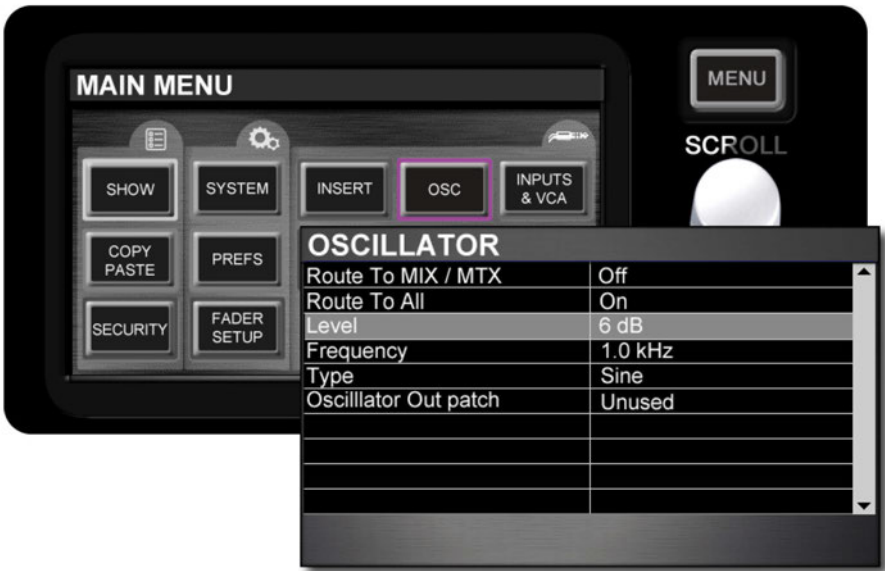 MAIN MENU
MENU
SCROLL
SHOW
SYSTEM
INSERT
OSC
INPUTS
& VCA
COPY
PASTE
PREFS
SECURITY
FADER
SETUP
OSCILLATOR
Route To MIX / MTX Off
Route To All On
Level 6 dB
Frequency 1.0 kHz
Type Sine
Oscilllator Out patch Unused